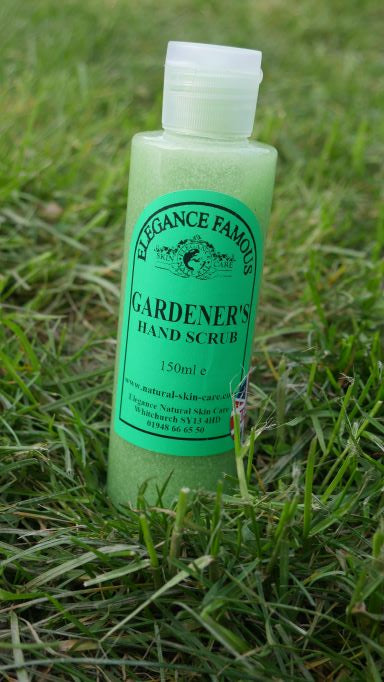 ELEGANCE FAMOUS
SKIN CARE
GARDENER'S
HAND SCRUB
150ml e
www.natural-skin-care.co
Elegance Natural Skin Care
Whitchurch SY13 4HD
01948 66 65 50